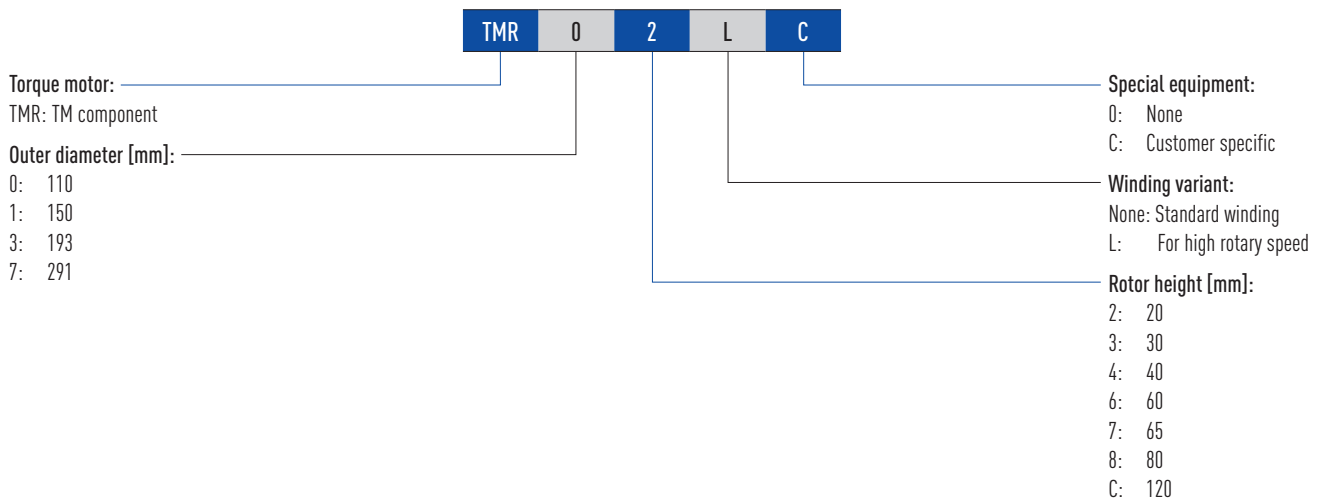 TMR 0 2 L C
Torque motor:
TMR: TM component
Outer diameter [mm]:
0: 110
1: 150
3: 193
7: 291
Special equipment:
0: None
C: Customer specific
Winding variant:
None: Standard winding
L: For high rotary speed
Rotor height [mm]:
2: 20
3: 30
4: 40
6: 60
7: 65
8: 80
C: 120